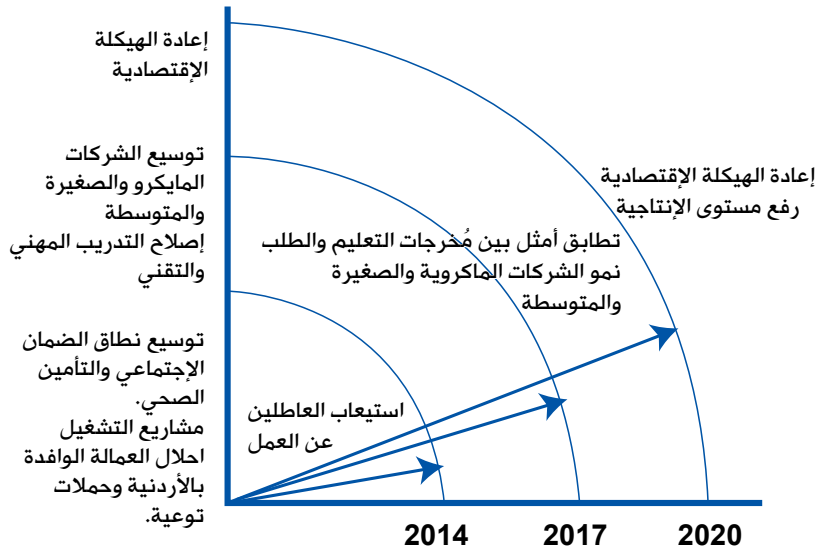 إعادة الهيكلة
الإقتصادية
توسيع الشركات
المايكرو والصغيرة
والمتوسطة
إصلاح التدريب المهني
والتقني
توسيع نطاق الضمان
الإجتماعي والتأمين
الصحي.
مشاريع التشغيل
احلال العمالة الوافدة
بالأردنية وحملات
توعية.
إعادة الهيكلة الإقتصادية
رفع مستوى الإنتاجية
تطابق أمثل بين مُخرجات التعليم والطلب
نمو الشركات الماكروية والصغيرة
والمتوسطة
استيعاب العاطلين
عن العمل
2014 2017 2020